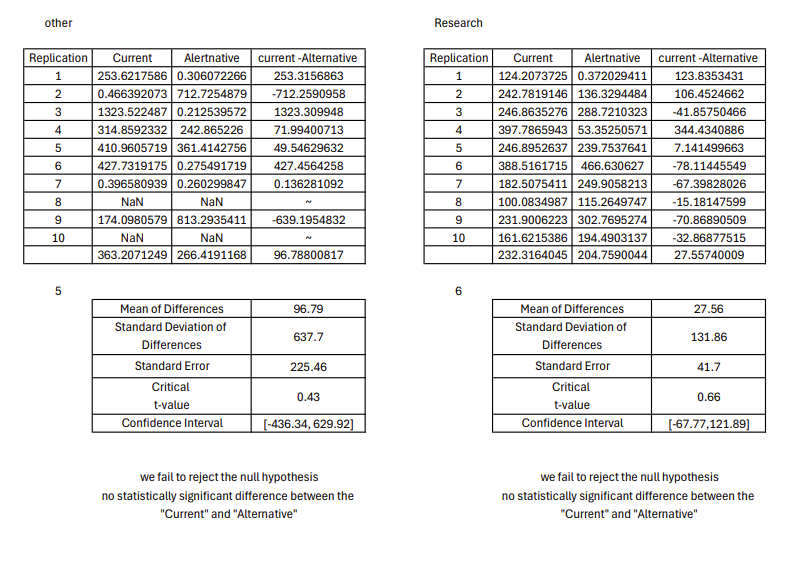 other
Replication Current Alertnative current -Alternative
1 253.6217586 0.306072266 253.3156863
2 0.466392073 712.7254879 -712.2590958
3 1323.522487 0.212539572 1323.309948
4 314.8592332 242.865226 71.99400713
5 410.9605719 361.4142756 49.54629632
6 427.7319175 0.275491719 427.4564258
7 0.396580939 0.260299847 0.136281092
8 NaN NaN ~
9 174.0980579 813.2935411 -639.1954832
10 NaN NaN ~
363.2071249 266.4191168 96.78800817
5
Mean of Differences 96.79
Standard Deviation of
Differences 637.7
Standard Error 225.46
Critical
t-value 0.43
Confidence Interval [-436.34, 629.92]
we fail to reject the null hypothesis
no statistically significant difference between the
"Current" and "Alternative"
Research
Replication Current Alertnative current -Alternative
1 124.2073725 0.372029411 123.8353431
2 242.7819146 136.3294484 106.4524662
3 246.8635276 288.7210323 -41.85750466
4 397.7865943 53.35250571 344.4340886
5 246.8952637 239.7537641 7.141499663
6 388.5161715 466.630627 -78.11445549
7 182.5075411 249.9058213 -67.39828026
8 100.0834987 115.2649747 -15.18147599
9 231.9006223 302.7695274 -70.86890509
10 161.6215386 194.4903137 -32.86877515
232.3164045 204.7590044 27.55740009
6
Mean of Differences 27.56
Standard Deviation of
Differences 131.86
Standard Error 41.7
Critical
t-value 0.66
Confidence Interval [-67.77,121.89]
we fail to reject the null hypothesis
no statistically significant difference between the
"Current" and "Alternative"